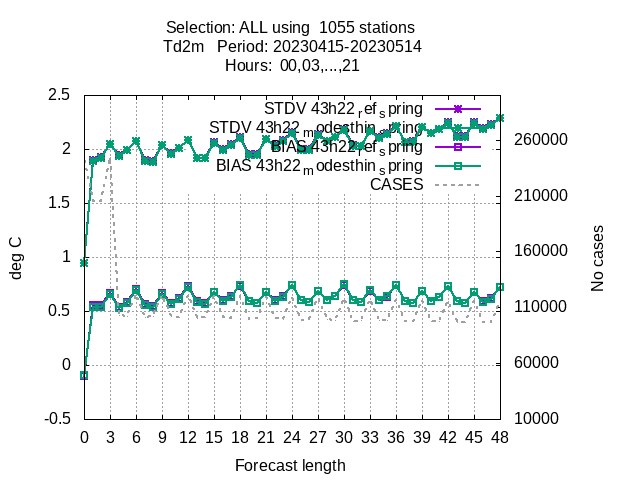 Selection: ALL using  1055 stations
Td2m   Period: 20230415-20230514
Hours:  00,03,...,21
2.5
2
1.5
1
0.5
0
-0.5
deg C
STDV 43h22_ref_spring
STDV 43h22_modesthin_spring
BIAS 43h22_ref_spring
BIAS 43h22_modesthin_spring
CASES
260000
210000
160000
110000
60000
10000
No cases
0 3 6 9 12 15 18 21 24 27 30 33 36 39 42 45 48
Forecast length